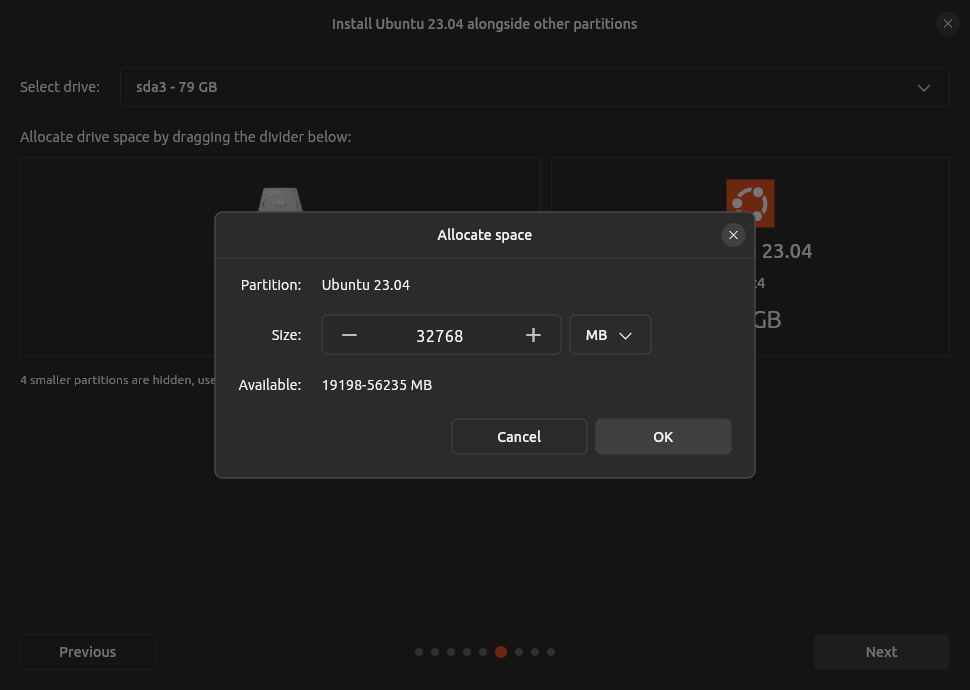 Install Ubuntu 23.04 alongside other partitions
Select drive: sda3 - 79 GB
Allocate drive space by dragging the divider below:
23.04
GB
4 smaller partitions are hidden, use
Allocate space
Partition: Ubuntu 23.04
Size: 32768 MB
Available: 19198-56235 MB
Cancel OK
Previous Next